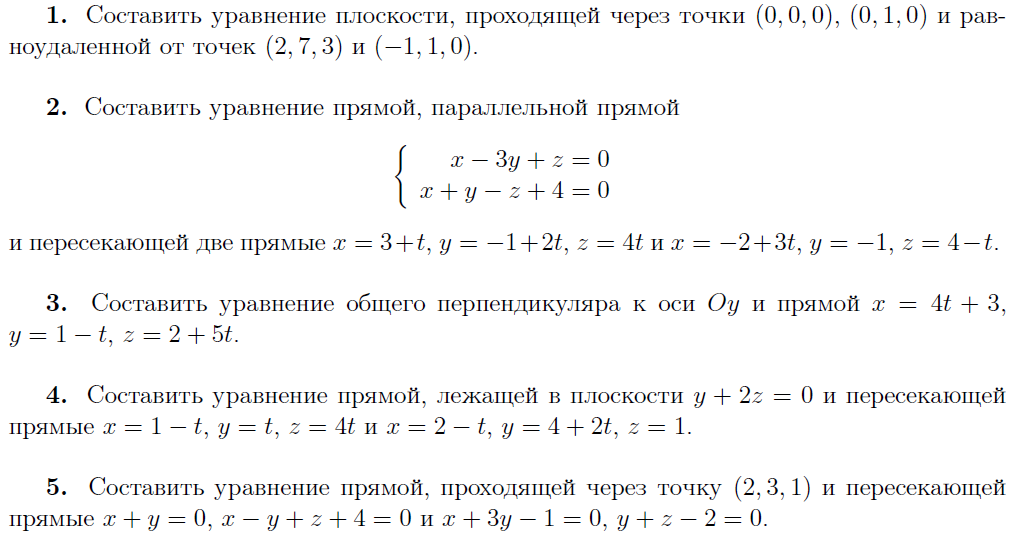 1. Составить уравнение плоскости, проходящей через точки (0, 0, 0), (0, 1, 0) и рав-
ноудаленной от точек (2, 7, 3) и (−1, 1, 0).
2. Составить уравнение прямой, параллельной прямой
x − 3y + z = 0
x + y − z + 4 = 0
и пересекающей две прямые x = 3+t, y = −1+2t, z = 4t и x = −2+3t, y = −1, z = 4−t.
3. Составить уравнение общего перпендикуляра к оси Oy и прямой x = 4t + 3,
y = 1 − t, z = 2 + 5t.
4. Составить уравнение прямой, лежащей в плоскости y + 2z = 0 и пересекающей
прямые x = 1 − t, y = t, z = 4t и x = 2 − t, y = 4 + 2t, z = 1.
5. Составить уравнение прямой, проходящей через точку (2, 3, 1) и пересекающей
прямые x + y = 0, x − y + z + 4 = 0 и x + 3y − 1 = 0, y + z − 2 = 0.